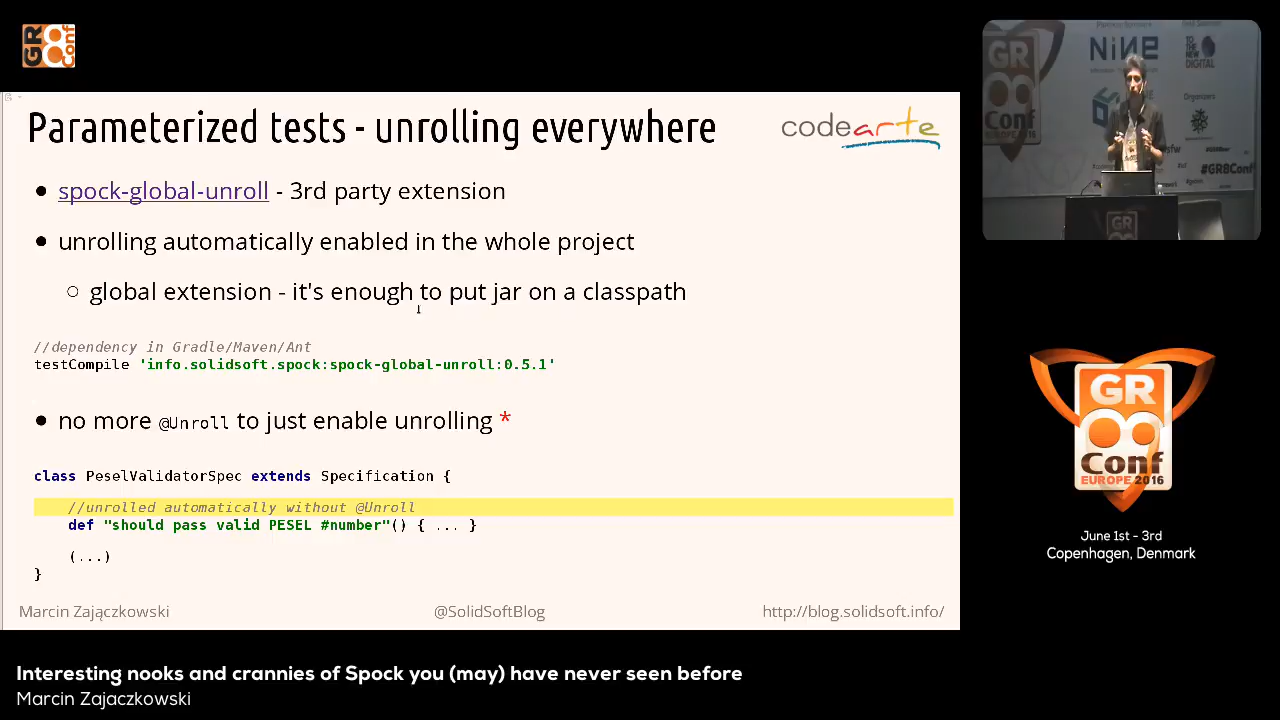 GR8 Conf
Parameterized tests - unrolling everywhere
codearte
● spock-global-unroll - 3rd party extension
● unrolling automatically enabled in the whole project
○ global extension - it's enough to put jar on a classpath
//dependency in Gradle/Maven/Ant
testCompile 'info.solidsoft.spock:spock-global-unroll:0.5.1'
● no more @Unroll to just enable unrolling *
class PeselValidatorSpec extends Specification {
//unrolled automatically without @Unroll
def "should pass valid PESEL #number"() { ... }
(...)
}
Marcin Zajączkowski
@SolidSoftBlog
http://blog.solidsoft.info/
GR
Conf
NiNE
TO
THE
NEW
DIGITAL
Organizers
#GR8Conf
GR
8
Conf
EUROPE 2016
June 1st - 3rd
Copenhagen, Denmark
Interesting nooks and crannies of Spock you (may) have never seen before
Marcin Zajaczkowski